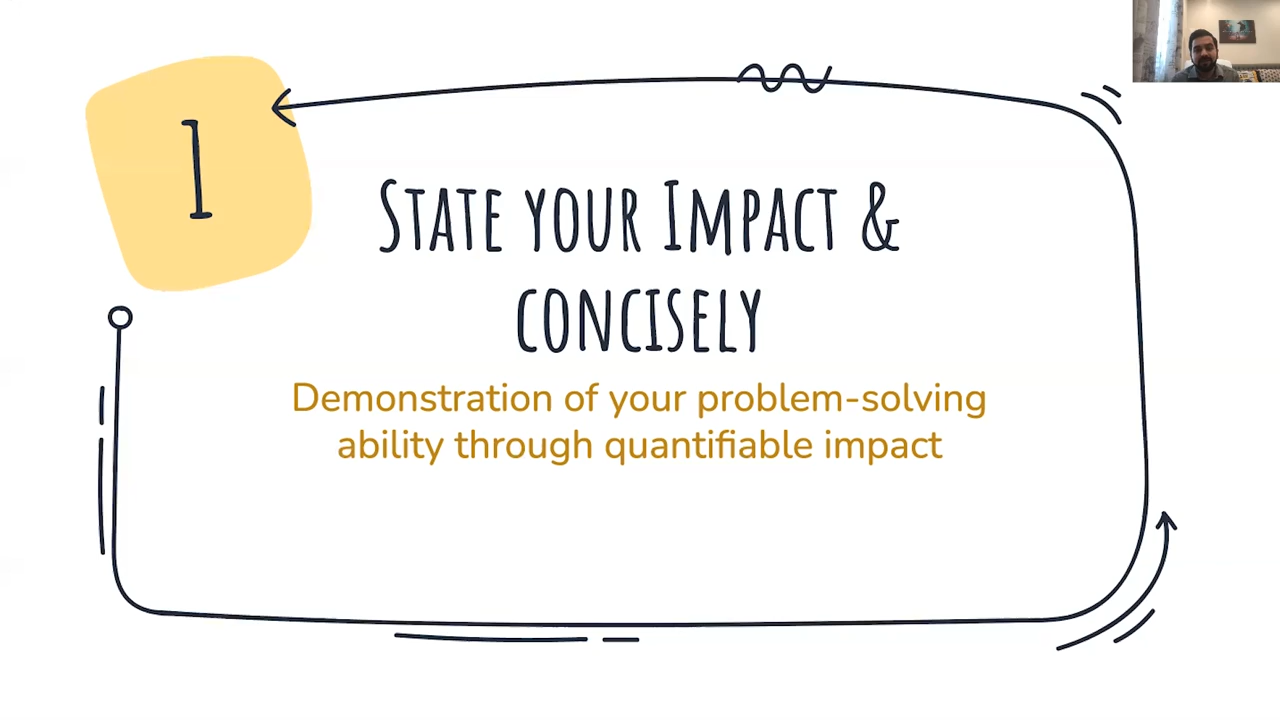 1
State your Impact &
concisely
Demonstration of your problem-solving
ability through quantifiable impact